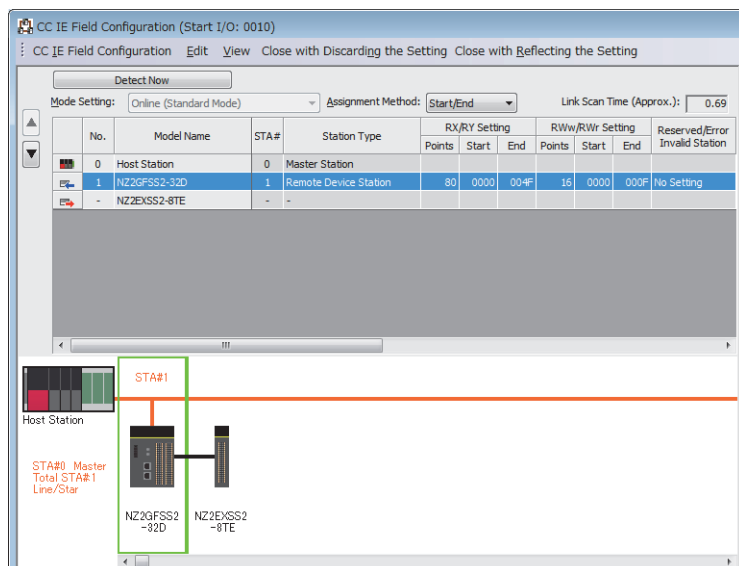 CC IE Field Configuration (Start I/O: 0010)
CC IE Field Configuration Edit View Close with Discarding the Setting Close with Reflecting the Setting
Detect Now
Mode Setting: Online (Standard Mode) Assignment Method: Start/End Link Scan Time (Approx.): 0.69
No. Model Name STA# Station Type RX/RY Setting RWw/RWr Setting Reserved/Error Invalid Station
Points Start End Points Start End
0 Host Station 0 Master Station
1 NZ2GFSS2-32D 1 Remote Device Station 80 0000 004F 16 0000 000F No Setting
- NZ2EXSS2-8TE - -
STA#1
Host Station
STA#0 Master
Total STA#:1
Line/Star
NZ2GFSS2
-32D
NZ2EXSS2
-8TE